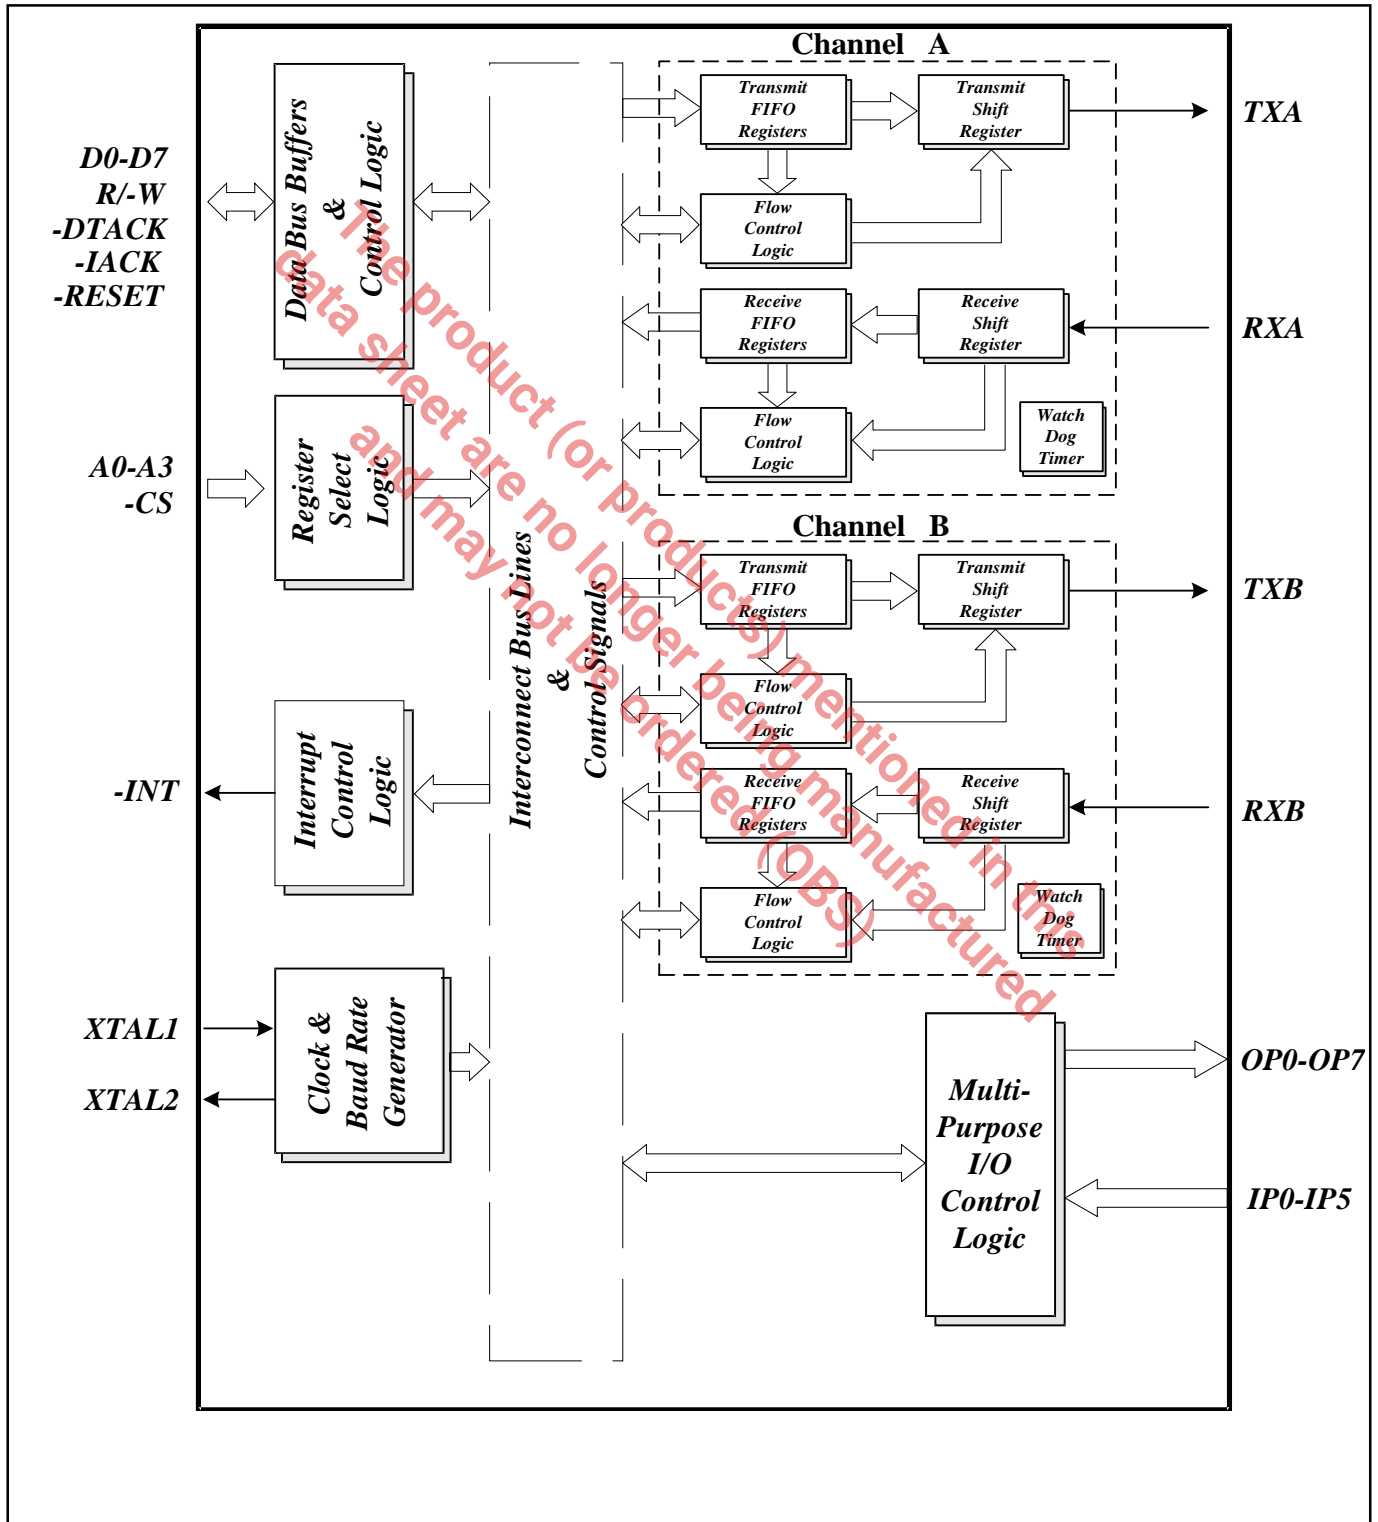 D0-D7
R/-W
-DTACK
-IACK
-RESET
A0-A3
-CS
-INT
XTAL1
XTAL2
Data Bus Buffers
&
Control Logic
Register
Select
Logic
Interrupt
Control
Logic
Clock &
Baud Rate
Generator
Interconnect Bus Lines
&
Control Signals
Channel A
Transmit
FIFO
Registers
Transmit
Shift
Register
Flow
Control
Logic
Receive
FIFO
Registers
Receive
Shift
Register
Flow
Control
Logic
Watch
Dog
Timer
Channel B
Transmit
FIFO
Registers
Transmit
Shift
Register
Flow
Control
Logic
Receive
FIFO
Registers
Receive
Shift
Register
Flow
Control
Logic
Watch
Dog
Timer
Multi-
Purpose
I/O
Control
Logic
TXA
RXA
TXB
RXB
OP0-OP7
IP0-IP5
The product (or products) mentioned in this
data sheet are no longer being manufactured
and may not be ordered (OBS)